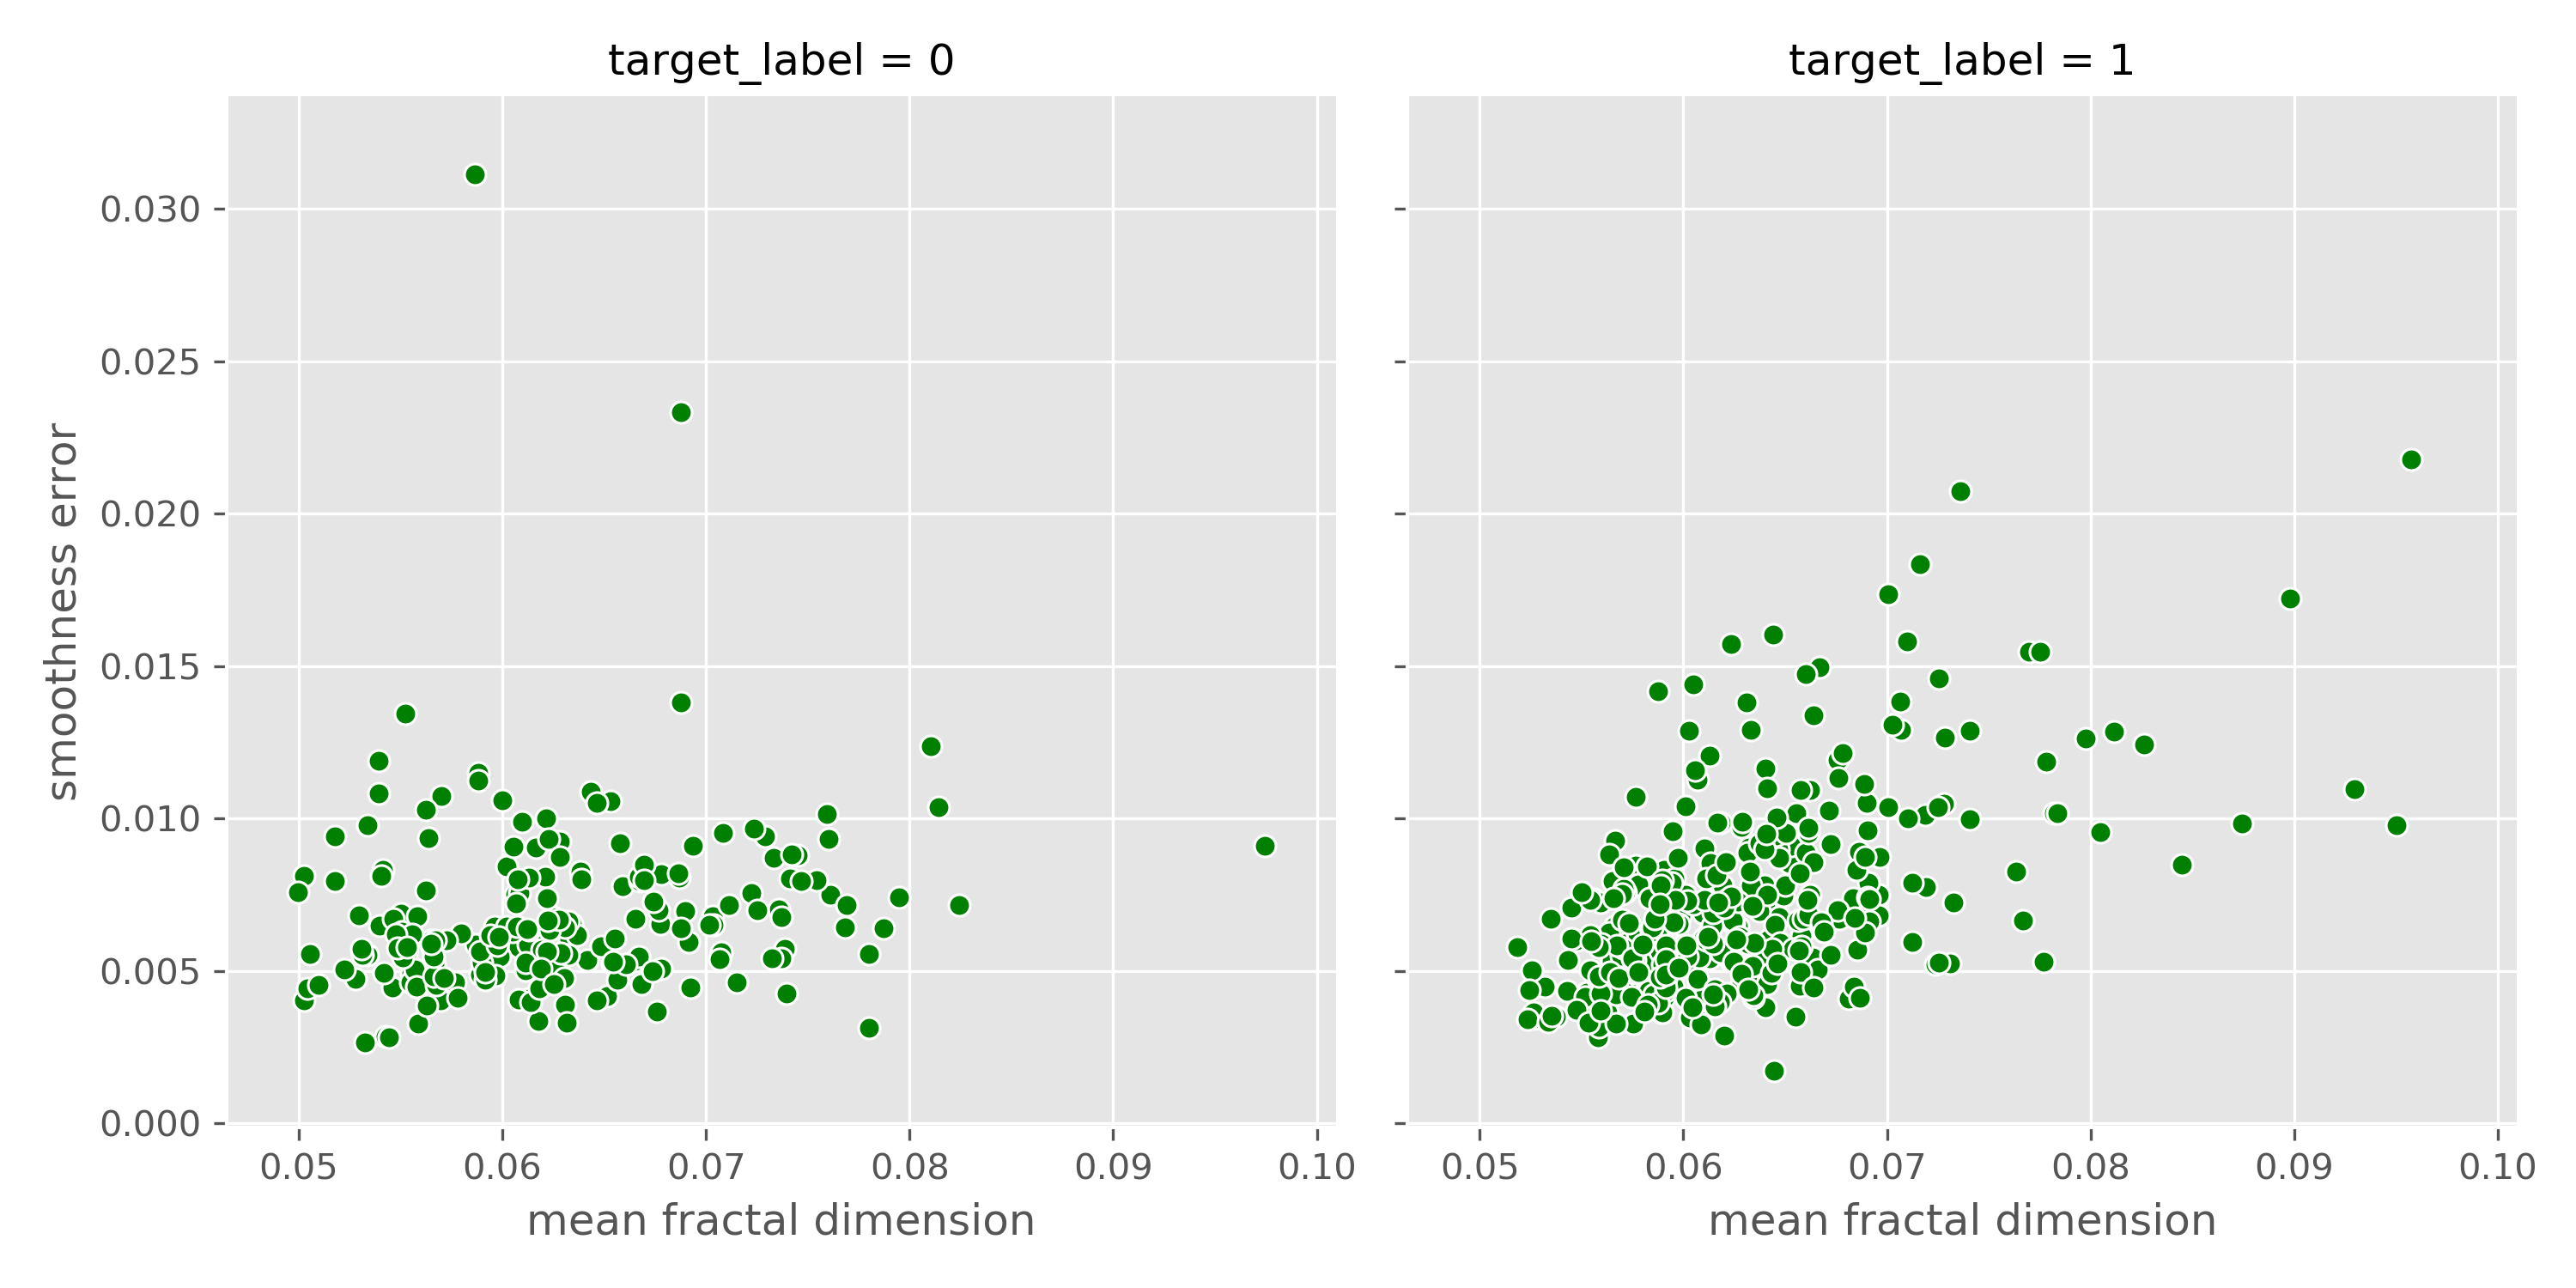 target_label = 0
target_label = 1
smoothness error
0.030
0.025
0.020
0.015
0.010
0.005
0.000
0.05 0.06 0.07 0.08 0.09 0.10
0.05 0.06 0.07 0.08 0.09 0.10
mean fractal dimension
mean fractal dimension